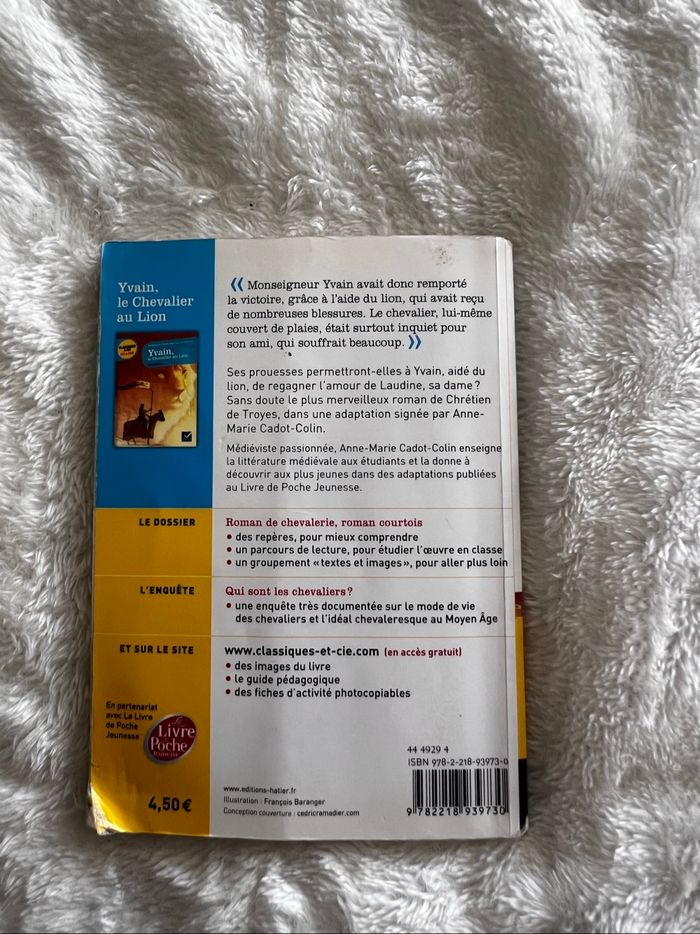 Yvain,
le Chevalier
au Lion
Yvain,
le Chevalier au Lion
« Monseigneur Yvain avait donc remporté
la victoire, grâce à l'aide du lion, qui avait reçu
de nombreuses blessures. Le chevalier, lui-même
couvert de plaies, était surtout inquiet pour
son ami, qui souffrait beaucoup. »
Ses prouesses permettront-elles à Yvain, aidé du
lion, de regagner l'amour de Laudine, sa dame ?
Sans doute le plus merveilleux roman de Chrétien
de Troyes, dans une adaptation signée par Anne-
Marie Cadot-Colin.
Médiéviste passionnée, Anne-Marie Cadot-Colin enseigne
la littérature médiévale aux étudiants et la donne à
découvrir aux plus jeunes dans des adaptations publiées
au Livre de Poche Jeunesse.
LE DOSSIER
Roman de chevalerie, roman courtois
• des repères, pour mieux comprendre
• un parcours de lecture, pour étudier l'œuvre en classe
• un groupement « textes et images », pour aller plus loin
L'ENQUÊTE
Qui sont les chevaliers ?
• une enquête très documentée sur le mode de vie
des chevaliers et l'idéal chevaleresque au Moyen Âge
ET SUR LE SITE
www.classiques-et-cie.com (en accès gratuit)
• des images du livre
• le guide pédagogique
• des fiches d'activité photocopiables
En partenariat
avec Le Livre
de Poche
Jeunesse
Le
Livre
de
Poche
JEUNESSE
4,50 €
www.editions-hatier.fr
Illustration : François Baranger
Conception couverture : cedricramadier.com
44 4929 4
ISBN 978-2-218-93973-0
9 782218 939730